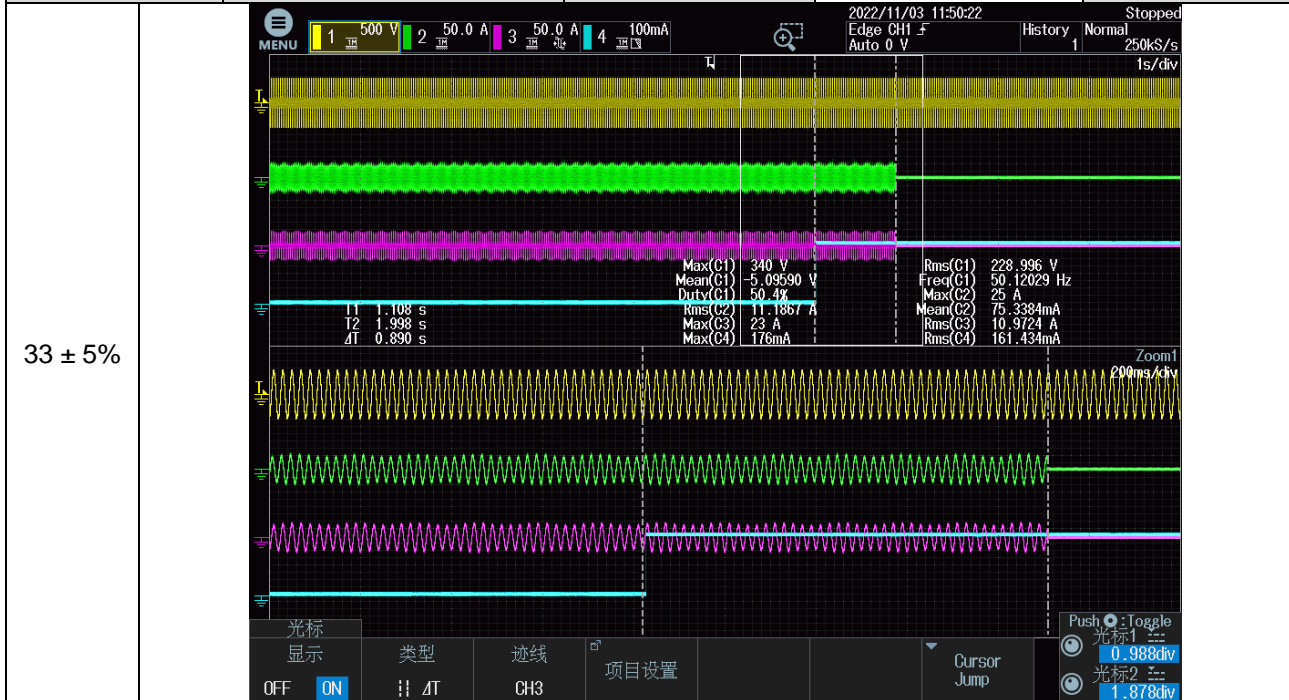 2022/11/03 11:50:22 Stopped
MENU 1 1M 500 V 2 1M 50.0 A 3 1M 50.0 A 4 1M 100mA Edge CH1 History Normal
Auto 0 V 1 250kS/s
1s/div
T
Max(C1) 340 V Rms(C1) 228.996 V
Mean(C1) -5.09590 V Freq(C1) 50.12029 Hz
Duty(C1) 50.4% Max(C2) 25 A
T1 1.108 s Rms(C2) 11.1867 A Mean(C2) 75.3384mA
T2 1.998 s Max(C3) 23 A Rms(C3) 10.9724 A
ΔT 0.890 s Max(C4) 176mA Rms(C4) 161.434mA
33 ± 5%
Zoom1
200ms/div
T
光标 Push :Toggle
显示 类型 迹线 项目设置 Cursor Jump 光标1 0.988div
OFF ON ΔT CH3 光标2 1.878div